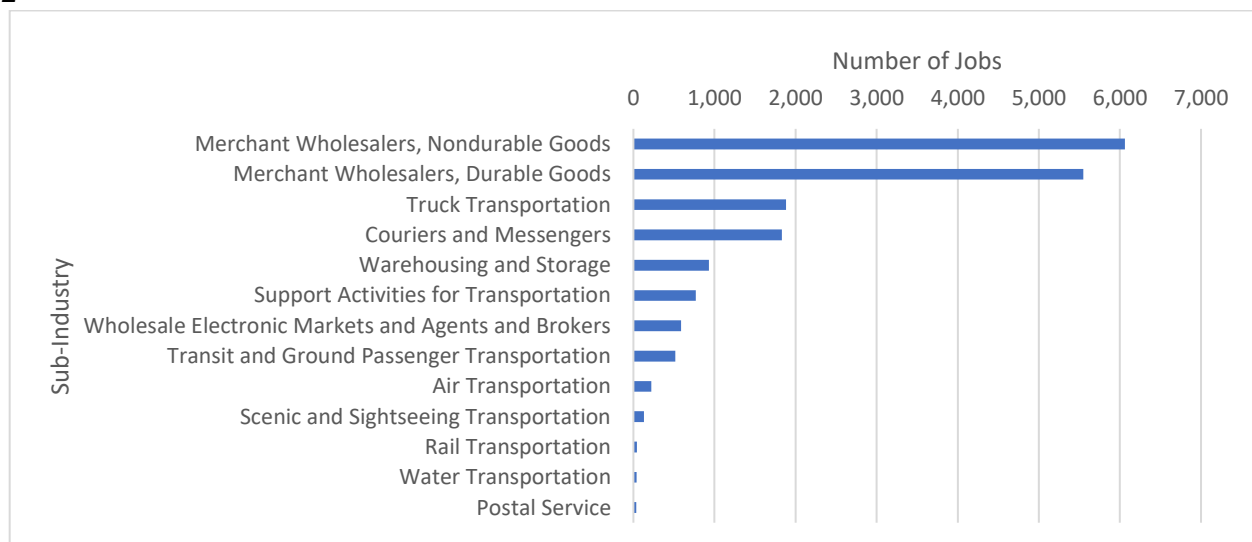 Number of Jobs
0 1,000 2,000 3,000 4,000 5,000 6,000 7,000
Sub-Industry
Merchant Wholesalers, Nondurable Goods
Merchant Wholesalers, Durable Goods
Truck Transportation
Couriers and Messengers
Warehousing and Storage
Support Activities for Transportation
Wholesale Electronic Markets and Agents and Brokers
Transit and Ground Passenger Transportation
Air Transportation
Scenic and Sightseeing Transportation
Rail Transportation
Water Transportation
Postal Service